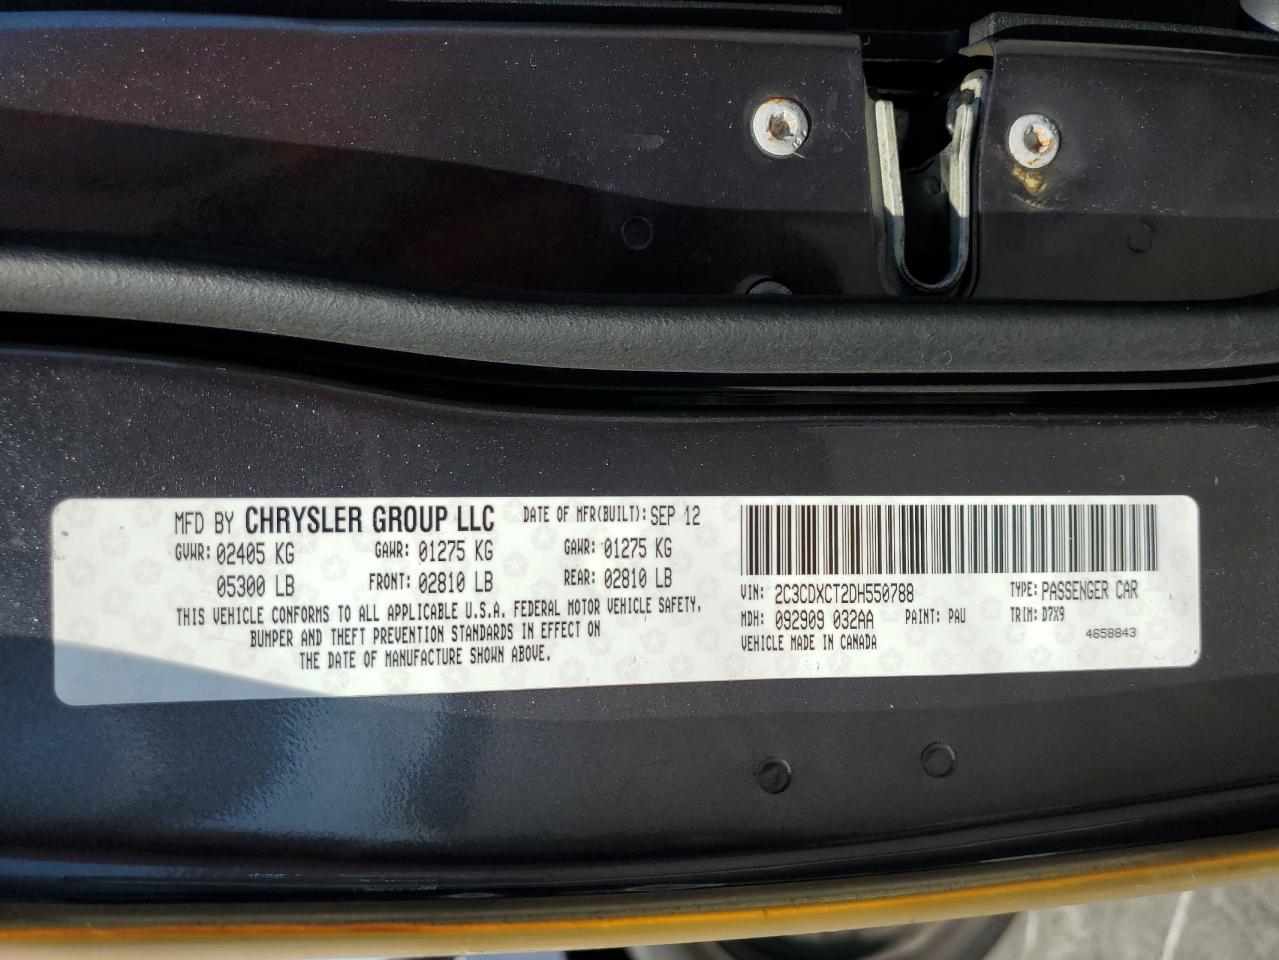 MFD BY CHRYSLER GROUP LLC DATE OF MFR(BUILT): SEP 12
GVWR: 02405 KG GAWR: 01275 KG GAWR: 01275 KG
05300 LB FRONT: 02810 LB REAR: 02810 LB
THIS VEHICLE CONFORMS TO ALL APPLICABLE U.S.A. FEDERAL MOTOR VEHICLE SAFETY,
BUMPER AND THEFT PREVENTION STANDARDS IN EFFECT ON
THE DATE OF MANUFACTURE SHOWN ABOVE.
VIN: 2C3CDXCT2DH550788 TYPE: PASSENGER CAR
MDH: 092909 032AA PAINT: PAU TRIM: D7X9
VEHICLE MADE IN CANADA 4658843